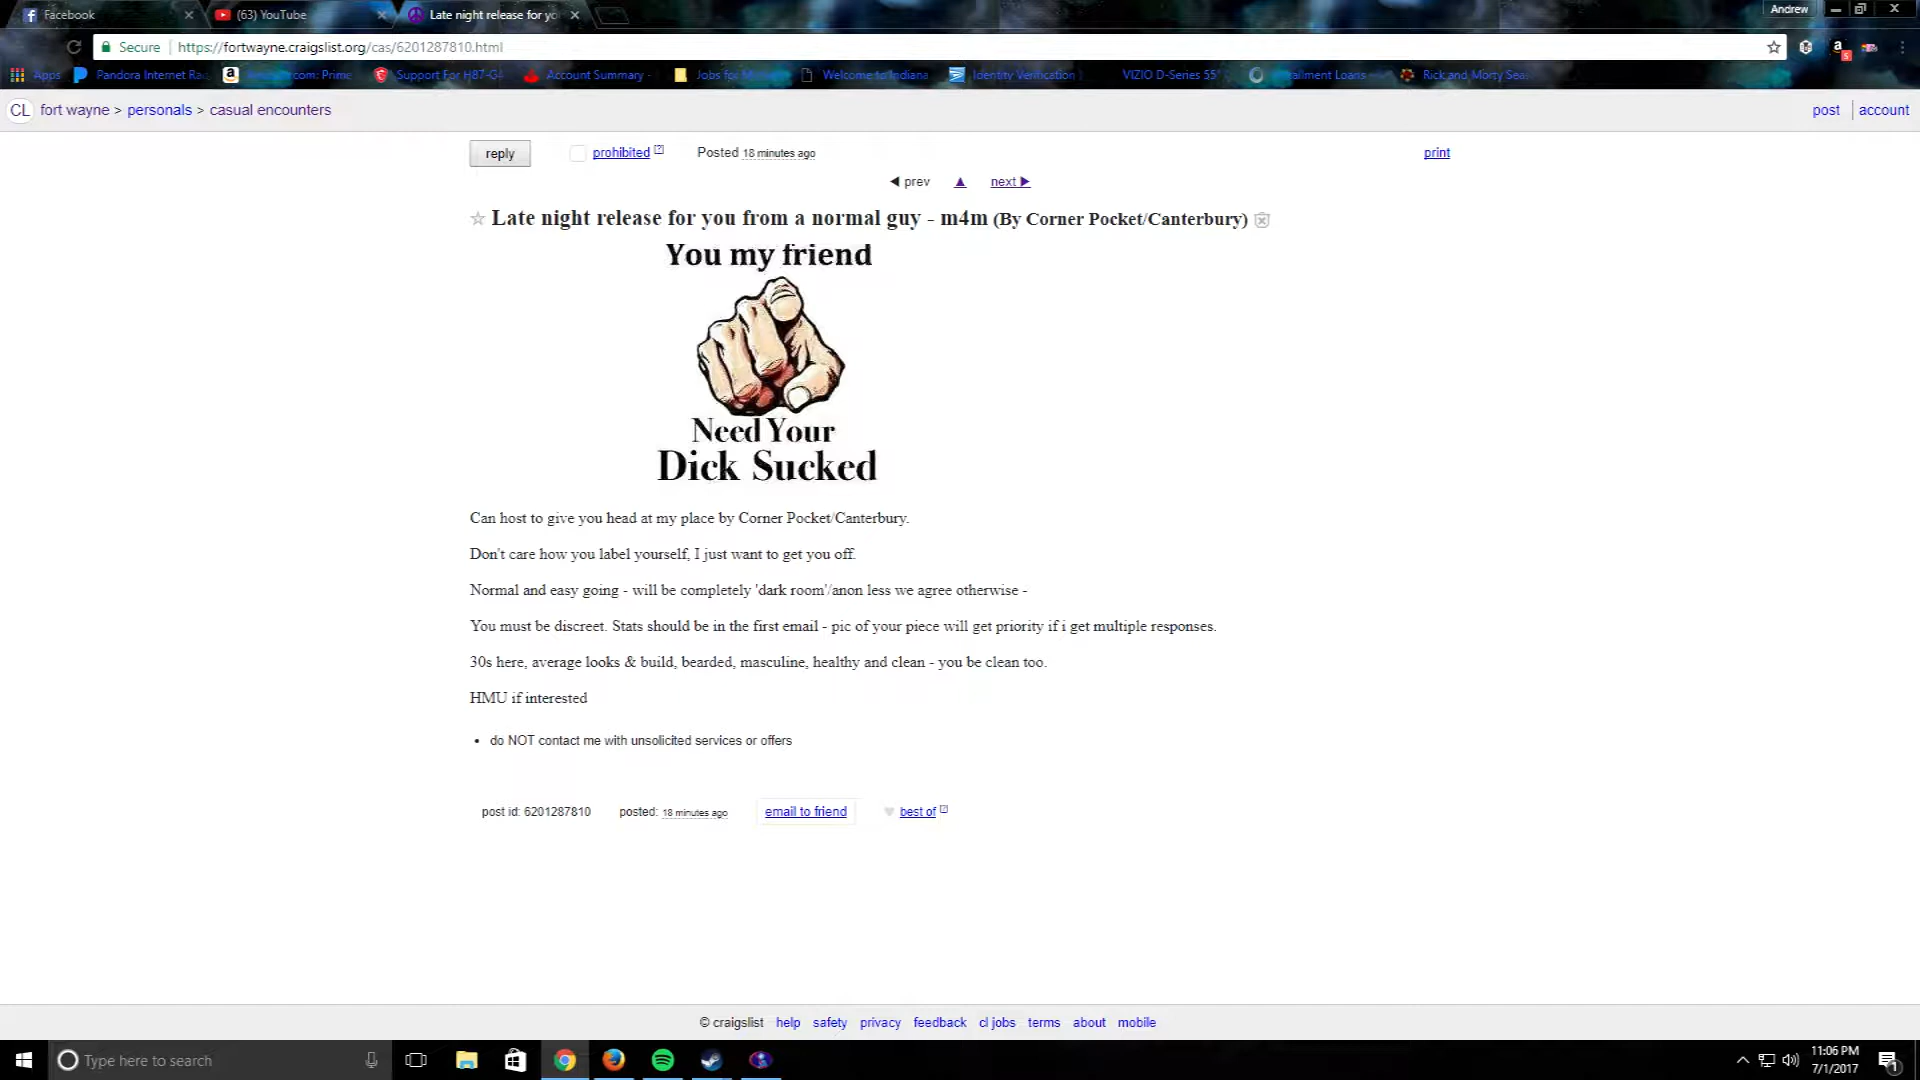 Facebook
(63) YouTube
Late night release for yo
Andrew
Secure
https://fortwayne.craigslist.org/cas/6201287810.html
Apps
Pandora Internet Ra
.com: Prime
Support For H87-G4
Account Summary -
Jobs for M
Welcome to Indiana
Identity Verification
VIZIO D-Series 55"
allment Loans
Rick and Morty Sea
CL fort wayne > personals > casual encounters
post
account
reply
prohibited [?]
Posted 18 minutes ago
print
◀ prev ▲ next ▶
☆ Late night release for you from a normal guy - m4m (By Corner Pocket/Canterbury)
You my friend
Need Your
Dick Sucked
Can host to give you head at my place by Corner Pocket/Canterbury.
Don't care how you label yourself, I just want to get you off.
Normal and easy going - will be completely 'dark room'/anon less we agree otherwise -
You must be discreet. Stats should be in the first email - pic of your piece will get priority if i get multiple responses.
30s here, average looks & build, bearded, masculine, healthy and clean - you be clean too.
HMU if interested
• do NOT contact me with unsolicited services or offers
post id: 6201287810
posted: 18 minutes ago
email to friend
♥ best of [?]
© craigslist help safety privacy feedback cl jobs terms about mobile
Type here to search
11:06 PM
7/1/2017